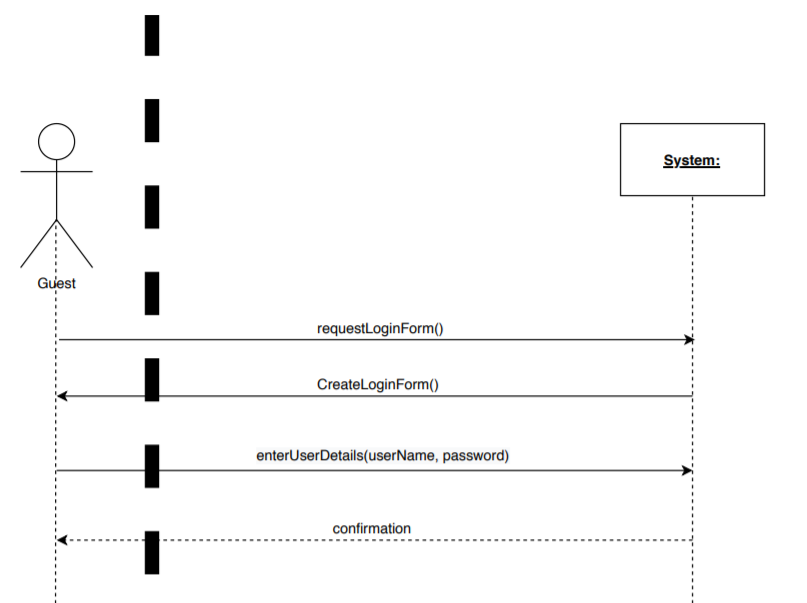 System:
Guest
requestLoginForm()
CreateLoginForm()
enterUserDetails(userName, password)
confirmation